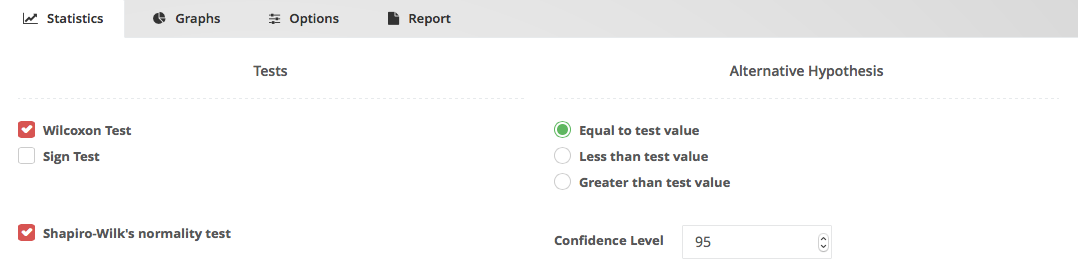 Statistics Graphs Options Report
Tests
Alternative Hypothesis
Wilcoxon Test
Equal to test value
Sign Test
Less than test value
Greater than test value
Shapiro-Wilk's normality test
Confidence Level 95